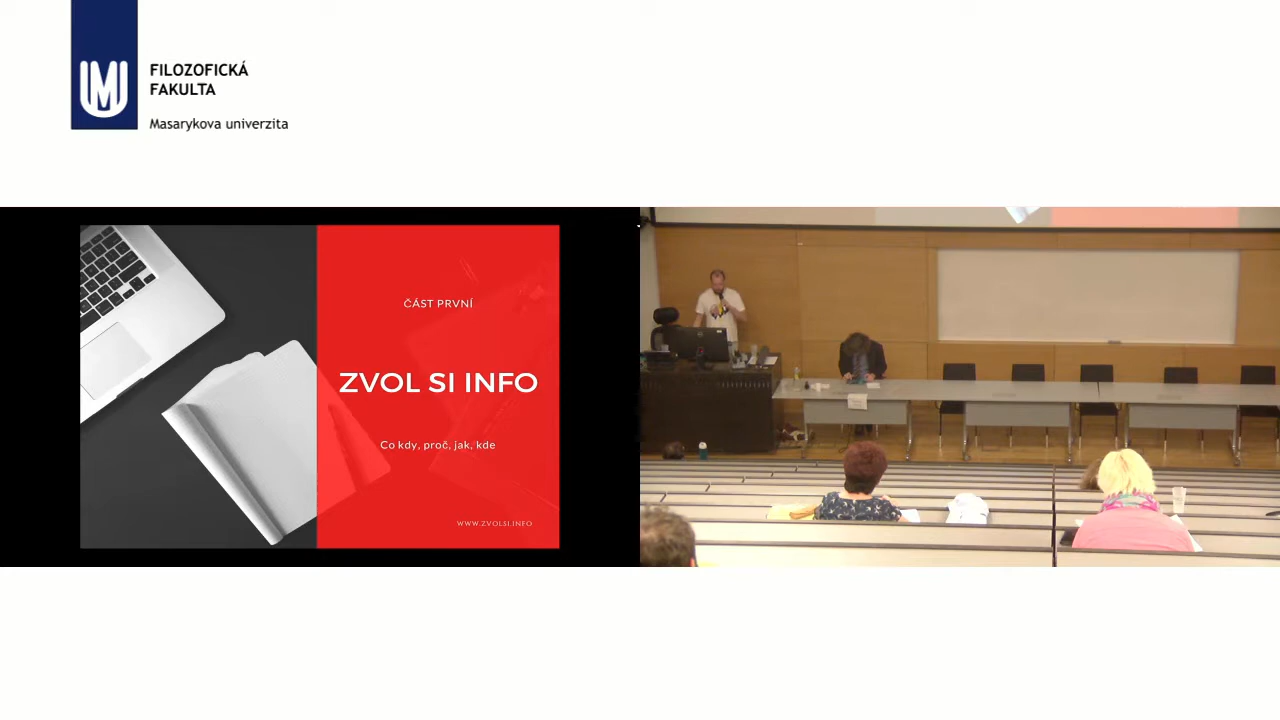 FILOZOFICKÁ
FAKULTA
Masarykova univerzita
ČÁST PRVNÍ
ZVOL SI INFO
Co kdy, proč, jak, kde
WWW.ZVOLSI.INFO